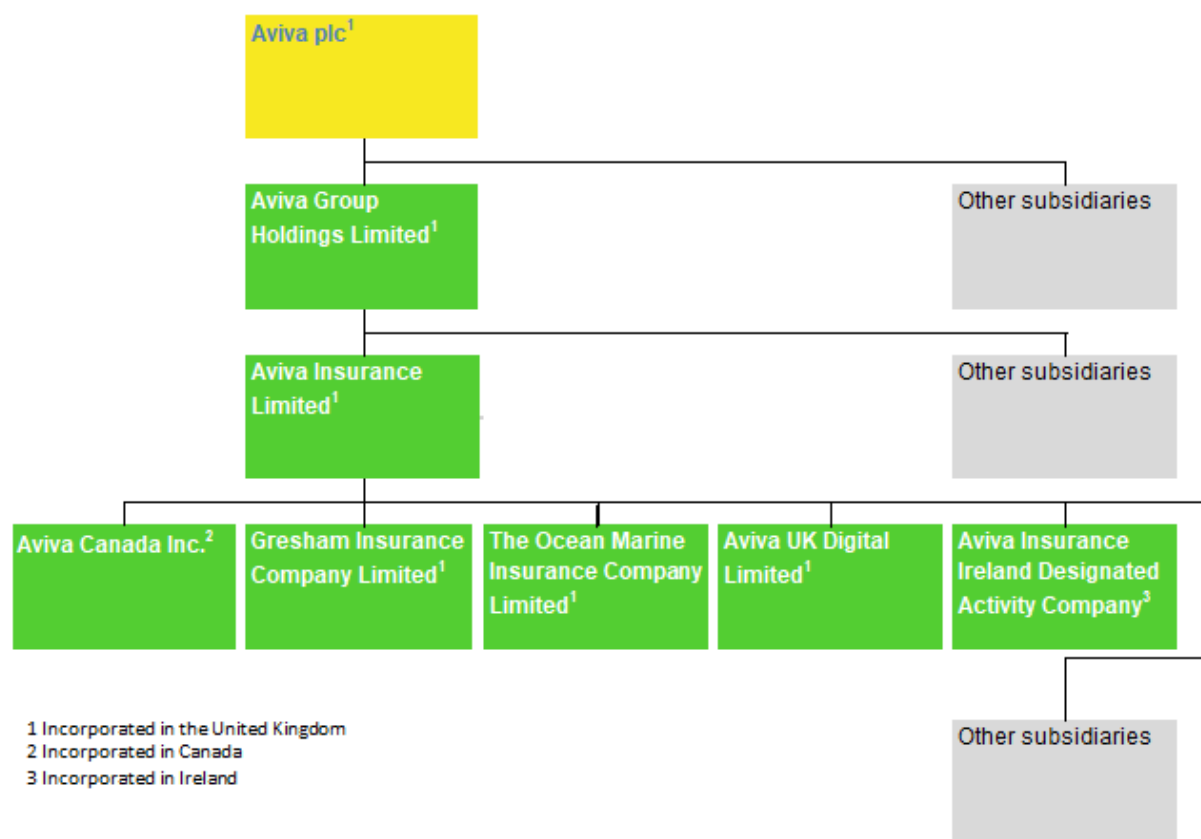 Aviva plc¹
Aviva Group
Holdings Limited¹
Other subsidiaries
Aviva Insurance
Limited¹
Other subsidiaries
Aviva Canada Inc.²
Gresham Insurance
Company Limited¹
The Ocean Marine
Insurance Company
Limited¹
Aviva UK Digital
Limited¹
Aviva Insurance
Ireland Designated
Activity Company³
1 Incorporated in the United Kingdom
2 Incorporated in Canada
3 Incorporated in Ireland
Other subsidiaries